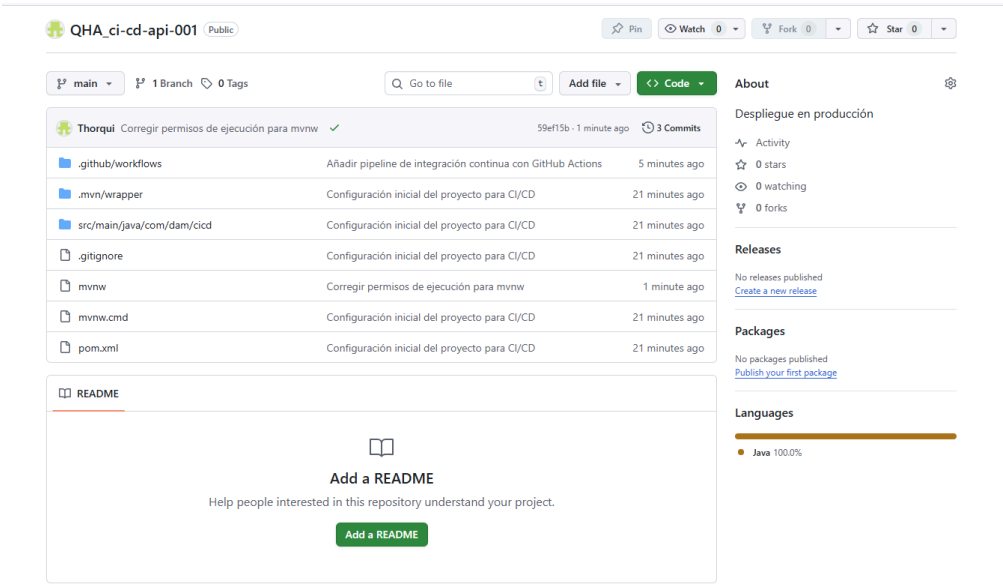 QHA_ci-cd-api-001 Public
Pin Watch 0 Fork 0 Star 0
main 1 Branch 0 Tags Go to file t Add file Code
Thorqui Corregir permisos de ejecución para mvnw 59ef15b · 1 minute ago 3 Commits
.github/workflows Añadir pipeline de integración continua con GitHub Actions 5 minutes ago
.mvn/wrapper Configuración inicial del proyecto para CI/CD 21 minutes ago
src/main/java/com/dam/cicd Configuración inicial del proyecto para CI/CD 21 minutes ago
.gitignore Configuración inicial del proyecto para CI/CD 21 minutes ago
mvnw Corregir permisos de ejecución para mvnw 1 minute ago
mvnw.cmd Configuración inicial del proyecto para CI/CD 21 minutes ago
pom.xml Configuración inicial del proyecto para CI/CD 21 minutes ago
README
Add a README
Help people interested in this repository understand your project.
Add a README
About
Despliegue en producción
Activity
0 stars
0 watching
0 forks
Releases
No releases published
Create a new release
Packages
No packages published
Publish your first package
Languages
Java 100.0%